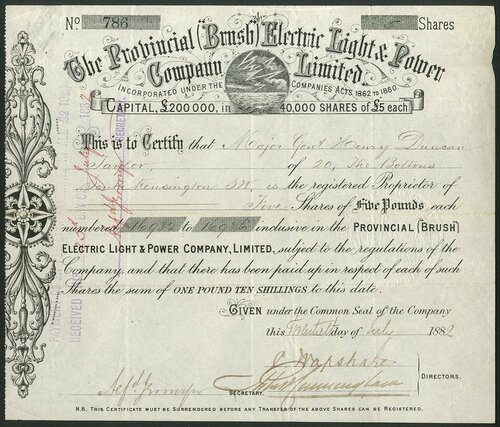 No 786 5 Shares
The Provincial (Brush) Electric Light & Power
Company Limited.
INCORPORATED UNDER THE COMPANIES ACTS, 1862 TO 1880.
CAPITAL, £200,000, in 40,000 SHARES of £5 each
This is to Certify that Major Genl Henry Duncan
Taylor, of 20, The Boltons
South Kensington SW, is the registered Proprietor of
Five Shares of FIVE POUNDS each
numbered 16982 to 16986 inclusive in the PROVINCIAL (BRUSH)
ELECTRIC LIGHT & POWER COMPANY, LIMITED, subject to the regulations of the
Company, and that there has been paid up in respect of each of such
Shares the sum of ONE POUND TEN SHILLINGS to this date.
GIVEN under the Common Seal of the Company
this day of July 1882
DIRECTORS.
SECRETARY.
N.B. THIS CERTIFICATE MUST BE SURRENDERED BEFORE ANY TRANSFER OF THE ABOVE SHARES CAN BE REGISTERED.
RECEIVED
SECRETARY